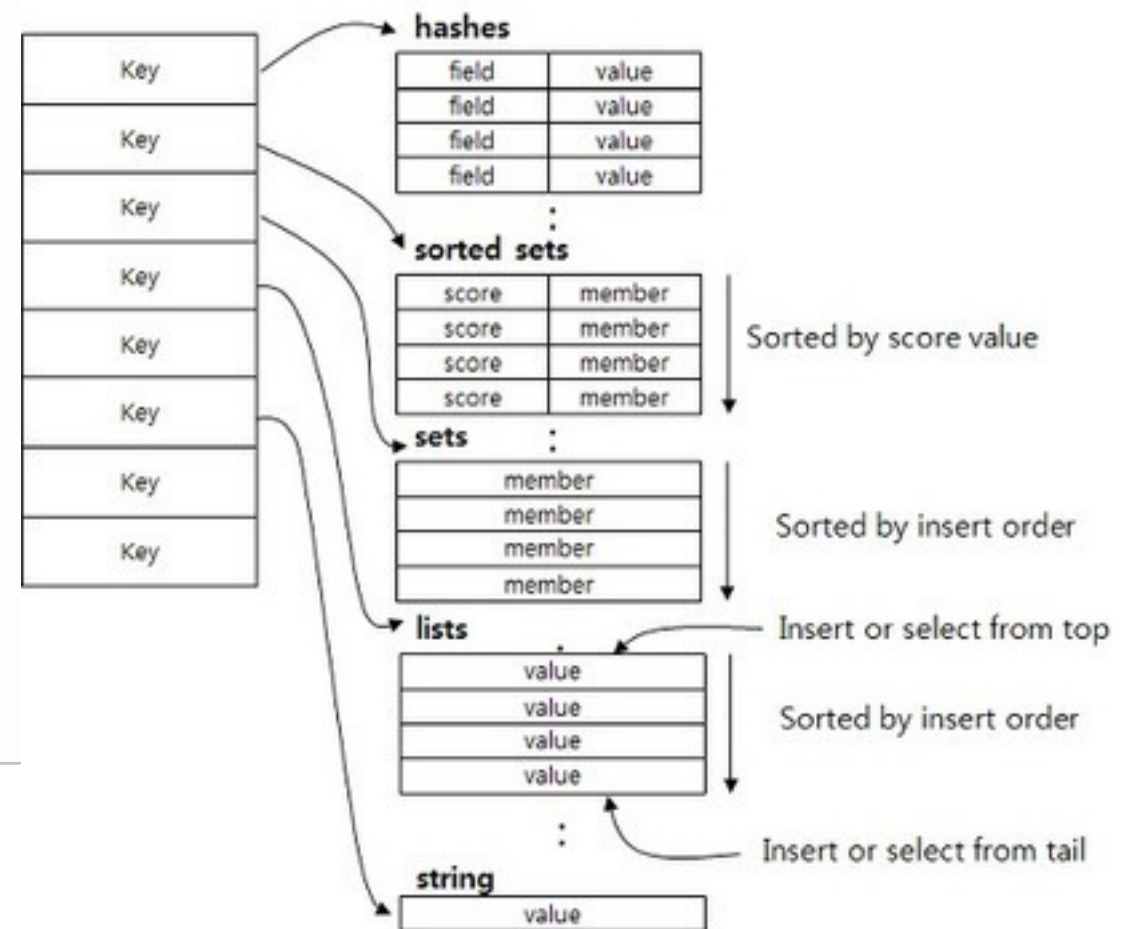 Key
Key
Key
Key
Key
Key
Key
Key
hashes
field value
field value
field value
field value
sorted sets
score member
score member
score member
score member
Sorted by score value
sets
member
member
member
member
Sorted by insert order
lists
Insert or select from top
value
value
value
value
Sorted by insert order
Insert or select from tail
string
value